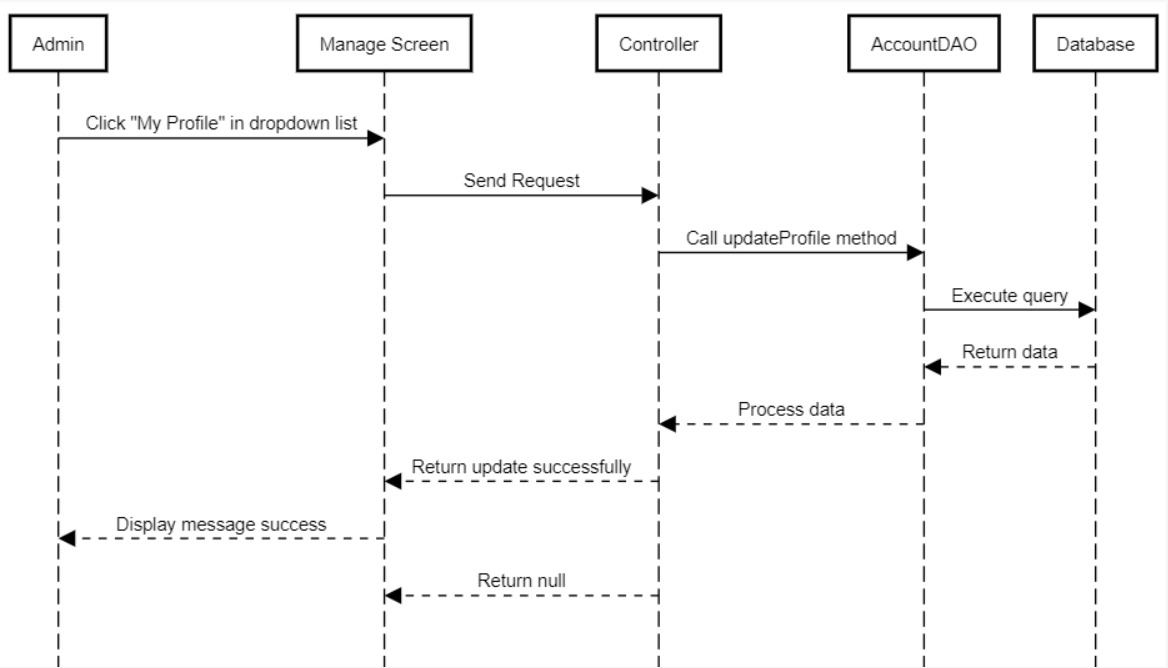 Admin
Manage Screen
Controller
AccountDAO
Database
Click "My Profile" in dropdown list
Send Request
Call updateProfile method
Execute query
Return data
Process data
Return update successfully
Display message success
Return null